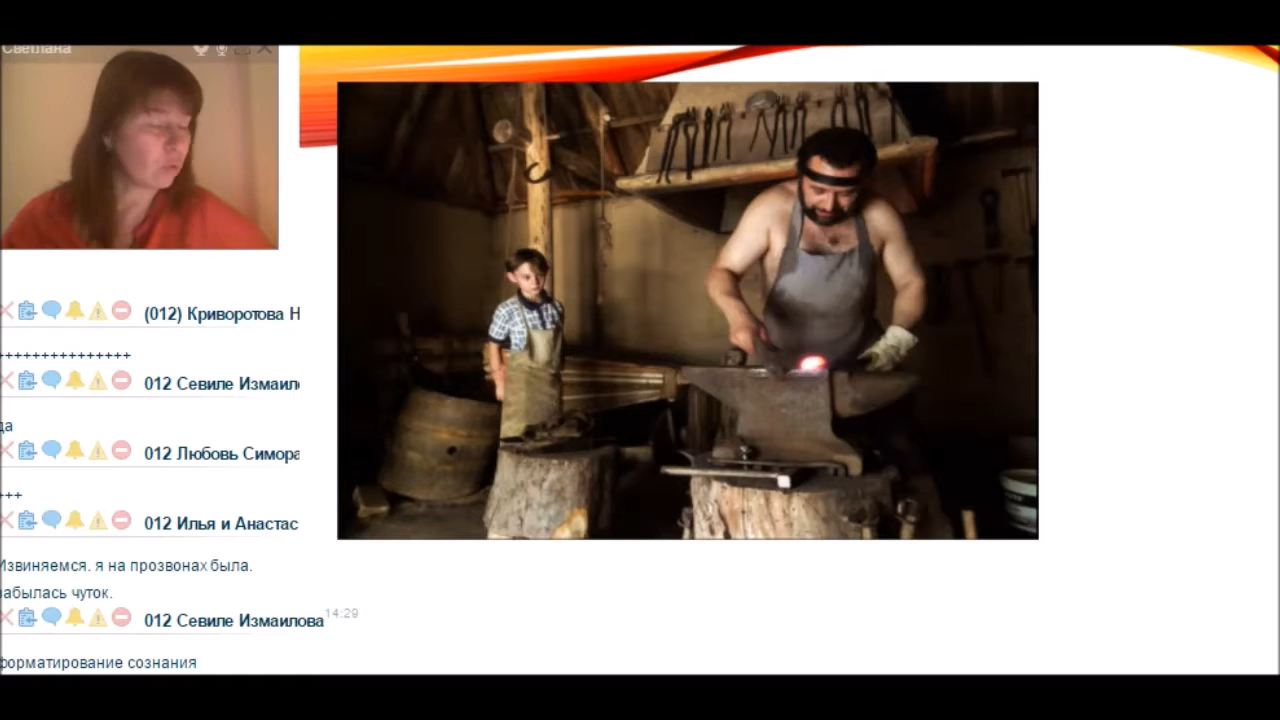 Светлана
(012) Криворотова Н
+++++++++++++++
012 Севиле Измаил
да
012 Любовь Симора
+++
012 Илья и Анастас
Извиняемся. я на прозвонах была.
забылась чуток.
012 Севиле Измаилова 14:29
форматирование сознания